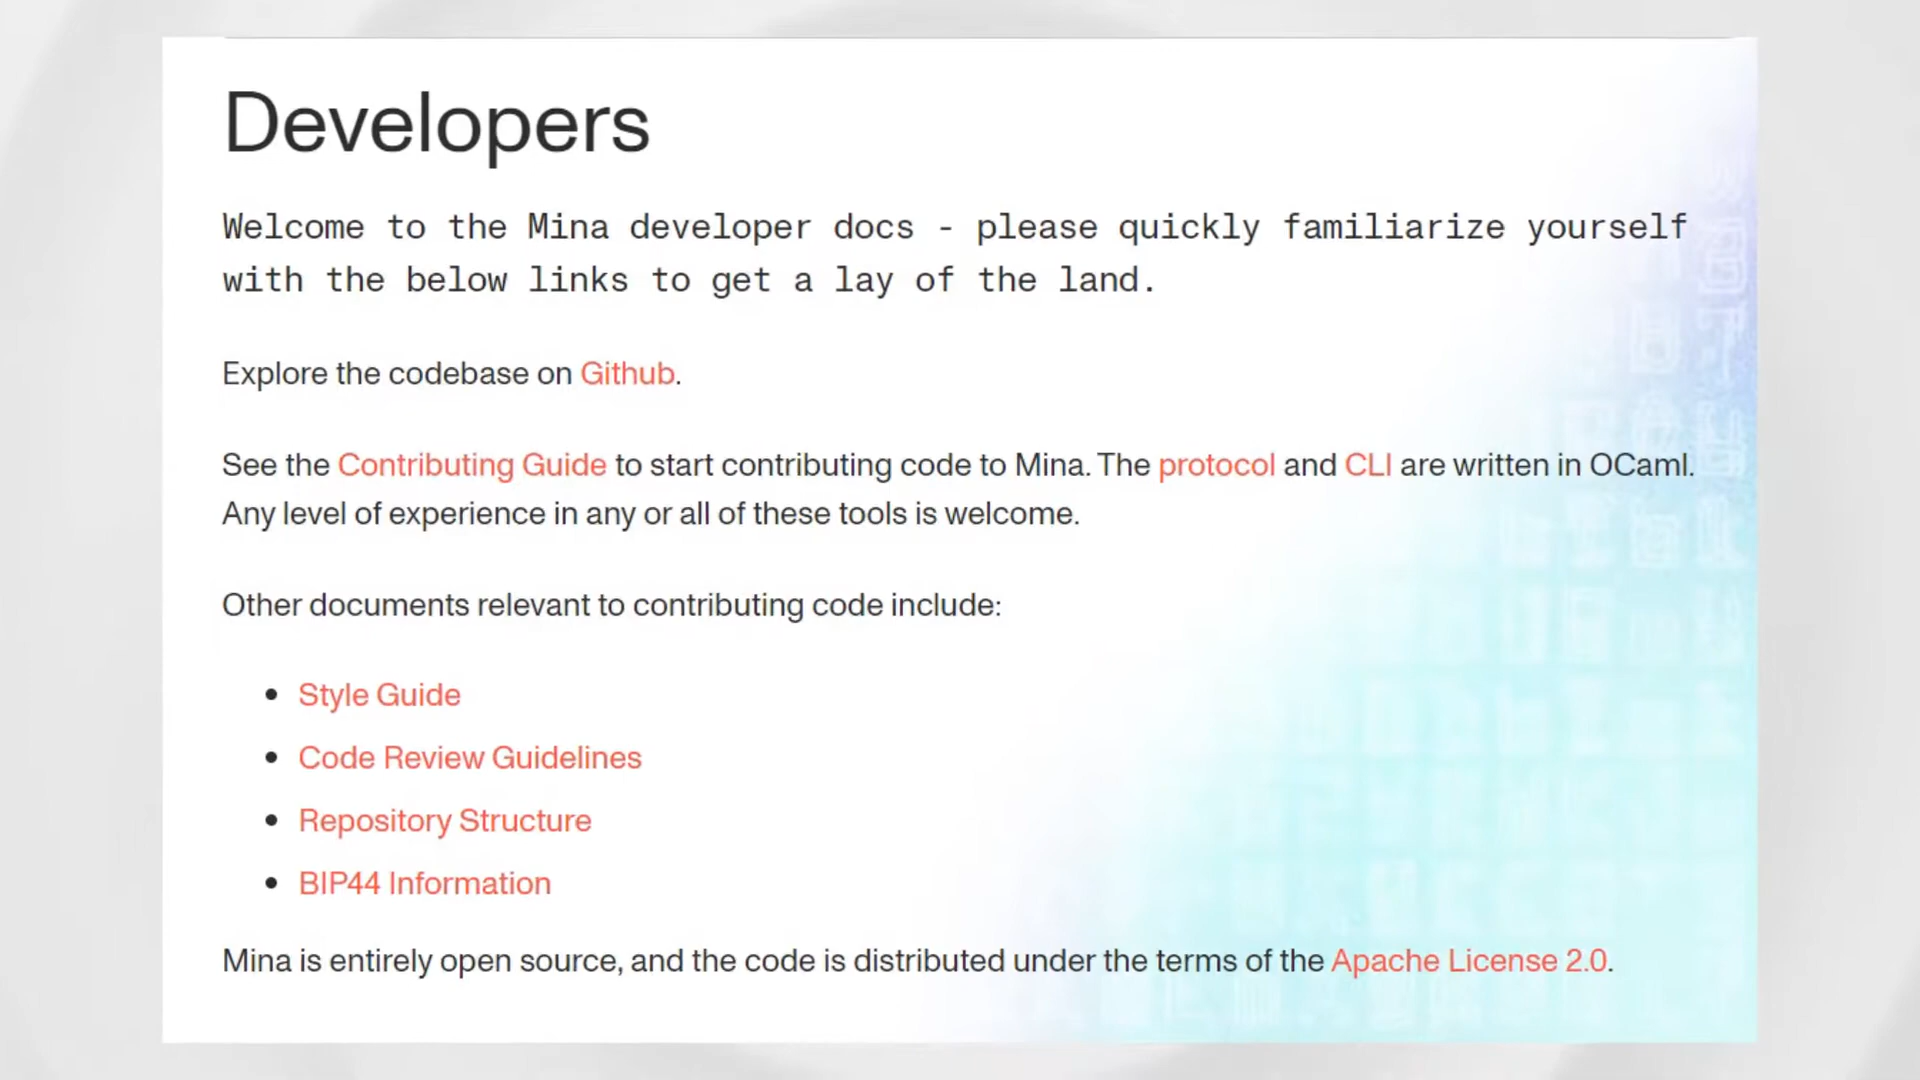 Developers
Welcome to the Mina developer docs - please quickly familiarize yourself
with the below links to get a lay of the land.
Explore the codebase on Github.
See the Contributing Guide to start contributing code to Mina. The protocol and CLI are written in OCaml.
Any level of experience in any or all of these tools is welcome.
Other documents relevant to contributing code include:
• Style Guide
• Code Review Guidelines
• Repository Structure
• BIP44 Information
Mina is entirely open source, and the code is distributed under the terms of the Apache License 2.0.